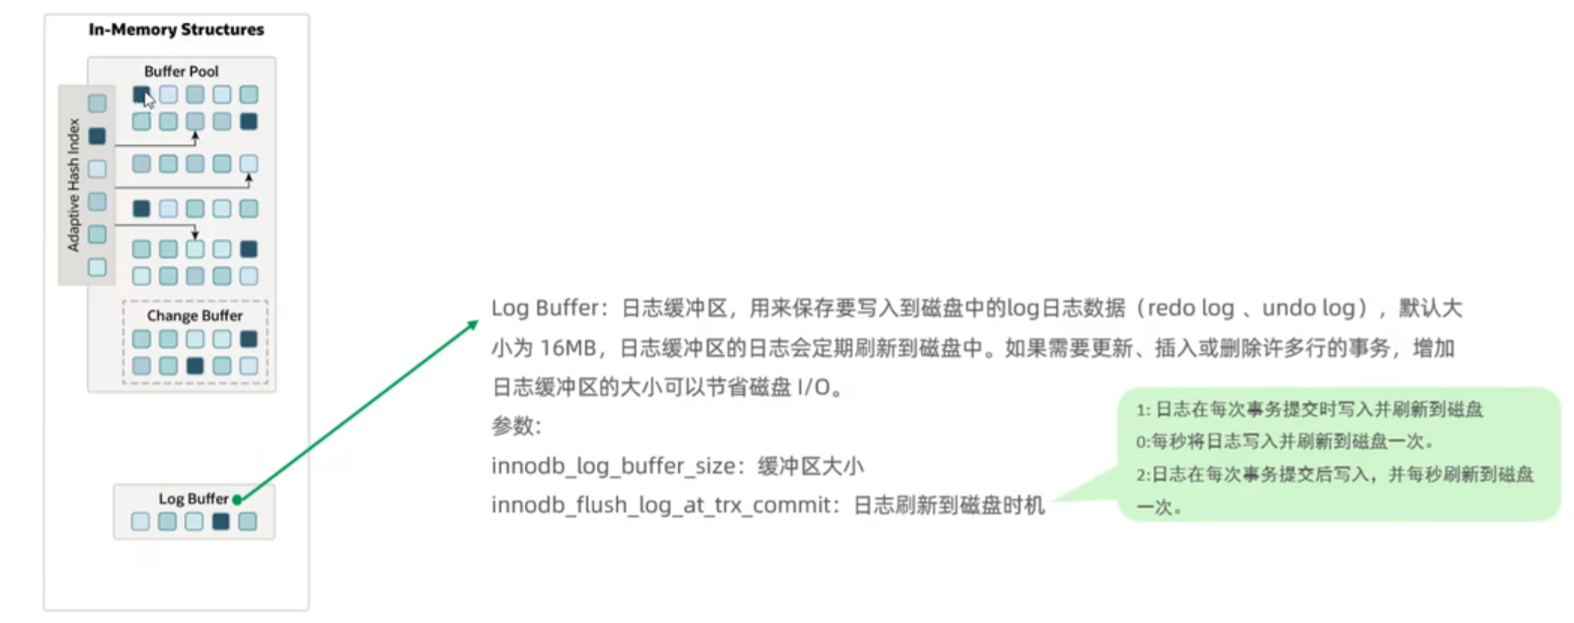 In-Memory Structures
Buffer Pool
Adaptive Hash Index
Change Buffer
Log Buffer
Log Buffer：日志缓冲区，用来保存要写入到磁盘中的log日志数据（redo log 、undo log），默认大
小为 16MB，日志缓冲区的日志会定期刷新到磁盘中。如果需要更新、插入或删除许多行的事务，增加
日志缓冲区的大小可以节省磁盘 I/O。
参数:
innodb_log_buffer_size：缓冲区大小
innodb_flush_log_at_trx_commit：日志刷新到磁盘时机
1: 日志在每次事务提交时写入并刷新到磁盘
0:每秒将日志写入并刷新到磁盘一次。
2:日志在每次事务提交后写入，并每秒刷新到磁盘
一次。